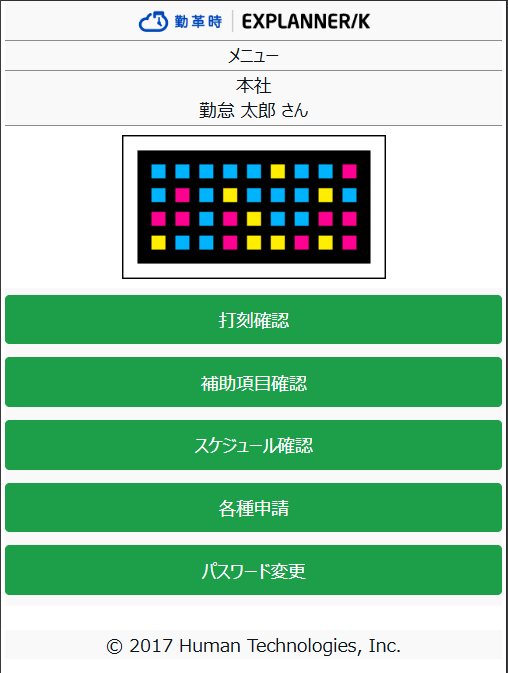 勤革時 | EXPLANNER/K
メニュー
本社
勤怠 太郎 さん
打刻確認
補助項目確認
スケジュール確認
各種申請
パスワード変更
© 2017 Human Technologies, Inc.